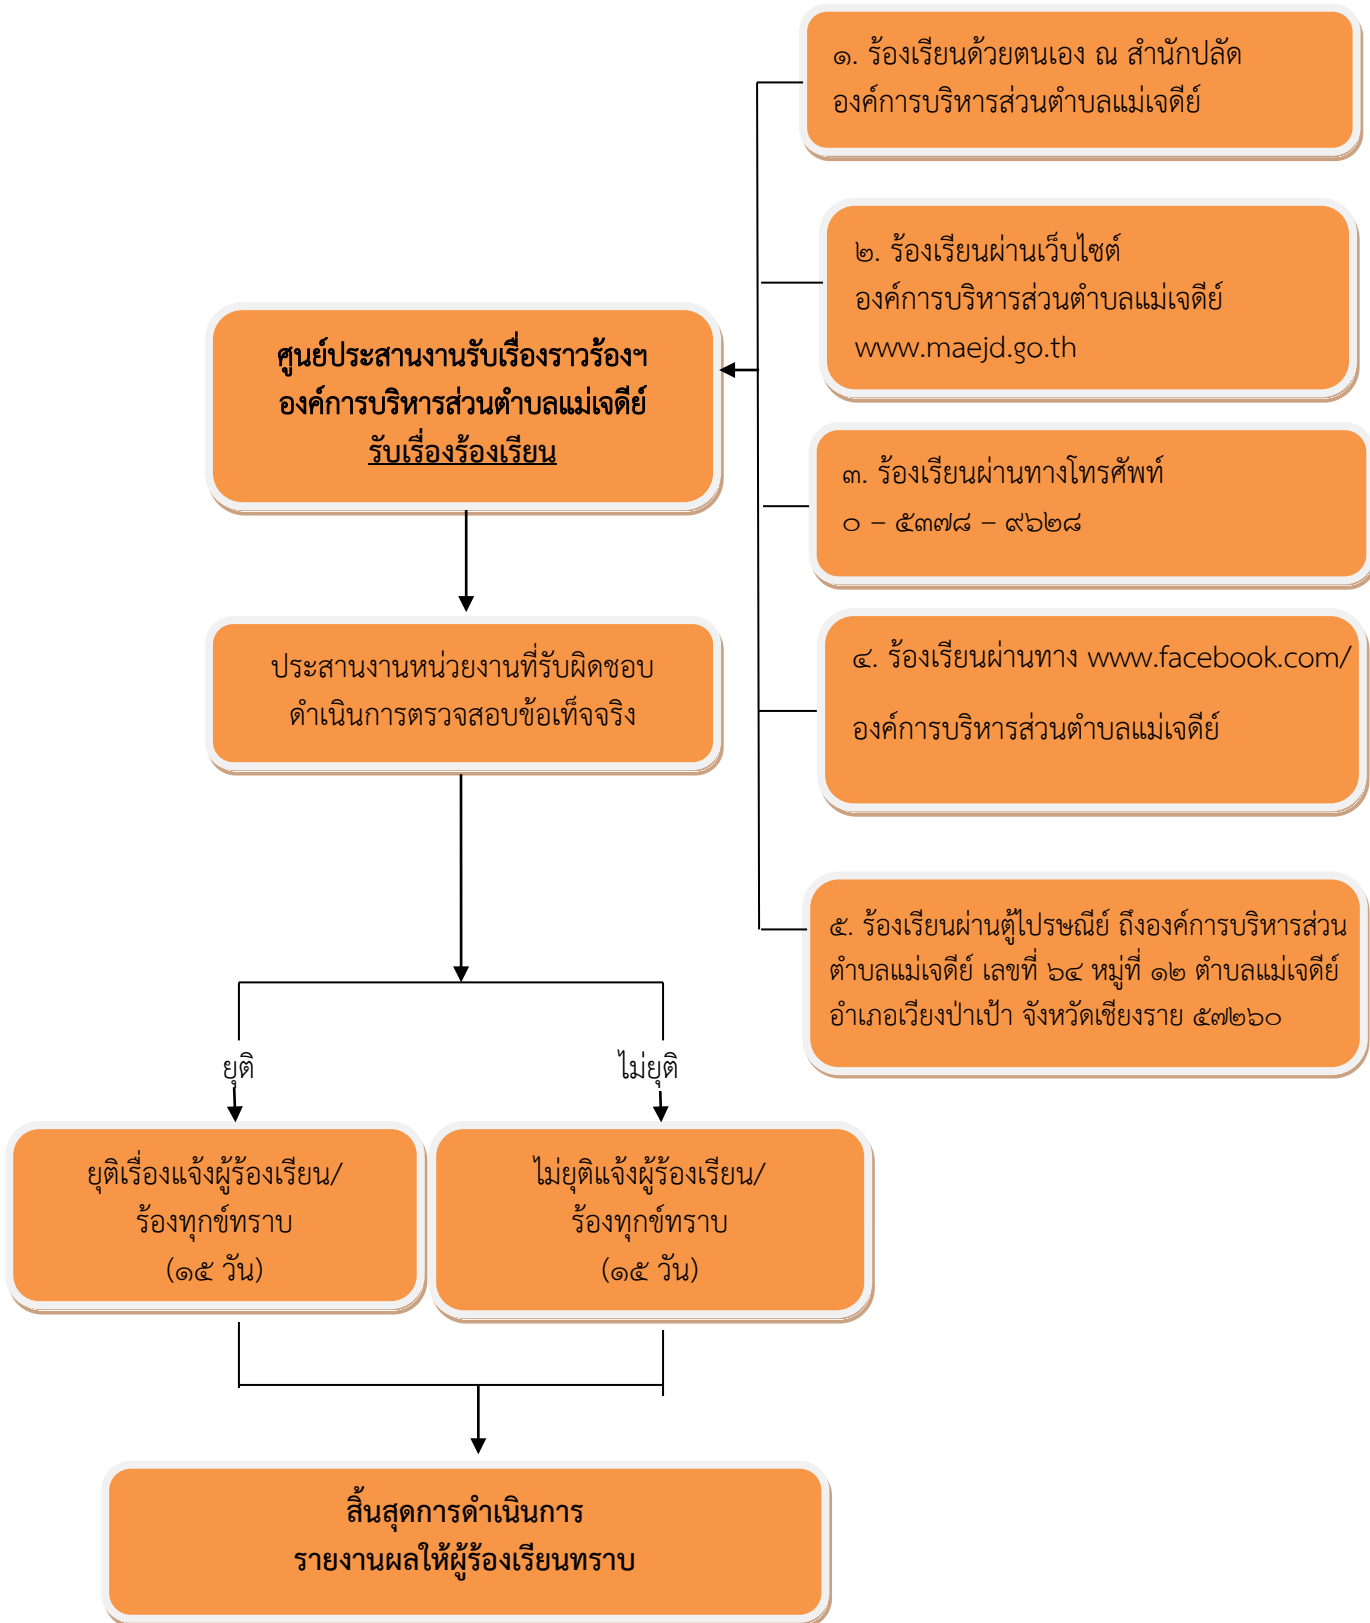 ๑. ร้องเรียนด้วยตนเอง ณ สำนักปลัด
องค์การบริหารส่วนตำบลแม่เจดีย์
๒. ร้องเรียนผ่านเว็บไซต์
องค์การบริหารส่วนตำบลแม่เจดีย์
www.maejd.go.th
ศูนย์ประสานงานรับเรื่องราวร้องฯ
องค์การบริหารส่วนตำบลแม่เจดีย์
รับเรื่องร้องเรียน
๓. ร้องเรียนผ่านทางโทรศัพท์
๐ – ๕๓๗๘ – ๙๖๒๘
๔. ร้องเรียนผ่านทาง www.facebook.com/
องค์การบริหารส่วนตำบลแม่เจดีย์
ประสานงานหน่วยงานที่รับผิดชอบ
ดำเนินการตรวจสอบข้อเท็จจริง
๕. ร้องเรียนผ่านตู้ไปรษณีย์ ถึงองค์การบริหารส่วน
ตำบลแม่เจดีย์ เลขที่ ๖๔ หมู่ที่ ๑๒ ตำบลแม่เจดีย์
อำเภอเวียงป่าเป้า จังหวัดเชียงราย ๕๗๒๖๐
ยุติ
ไม่ยุติ
ยุติเรื่องแจ้งผู้ร้องเรียน/
ร้องทุกข์ทราบ
(๑๕ วัน)
ไม่ยุติแจ้งผู้ร้องเรียน/
ร้องทุกข์ทราบ
(๑๕ วัน)
สิ้นสุดการดำเนินการ
รายงานผลให้ผู้ร้องเรียนทราบ